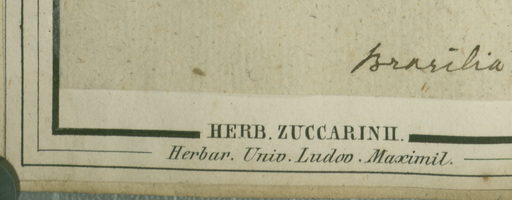 Brasilia
HERB. ZUCCARINII.
Herbar. Univ. Ludov. Maximil.